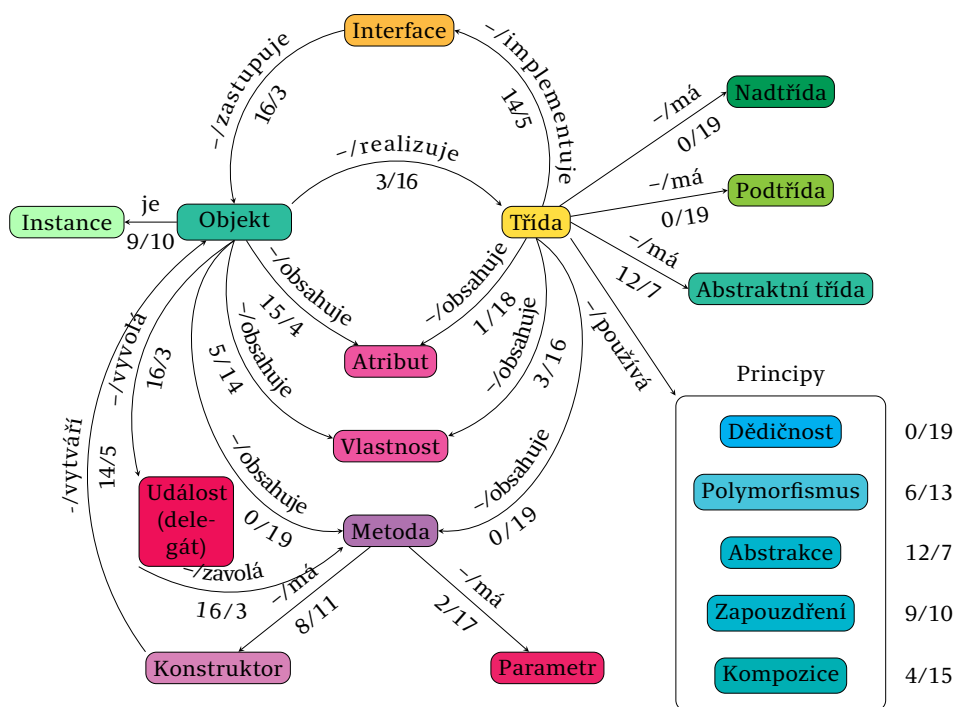 Interface
–/zastupuje
16/3
–/implementuje
14/5
Nadtřída
–/má
0/19
–/realizuje
3/16
–/má
0/19
Podtřída
Instance
je
9/10
Objekt
Třída
–/má
12/7
Abstraktní třída
–/obsahuje
15/4
–/obsahuje
1/18
Atribut
–/vyvolá
16/3
–/obsahuje
5/14
–/obsahuje
3/16
–/používá
Vlastnost
Principy
Dědičnost
0/19
Polymorfismus
6/13
Abstrakce
12/7
Zapouzdření
9/10
Kompozice
4/15
-/vytváří
14/5
Událost
(dele-
gát)
–/obsahuje
0/19
–/obsahuje
0/19
Metoda
–/zavolá
16/3
–/má
8/11
–/má
2/17
Konstruktor
Parametr